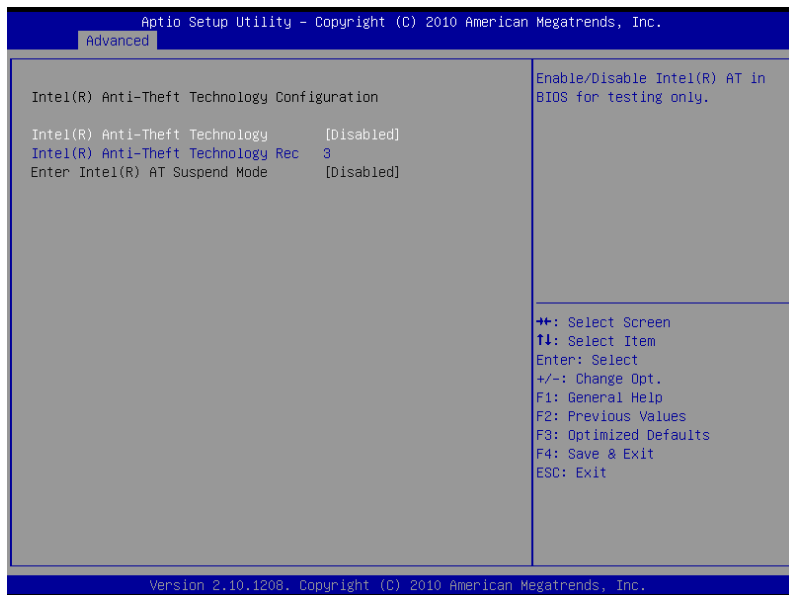 Aptio Setup Utility – Copyright (C) 2010 American Megatrends, Inc.
Advanced
Intel(R) Anti-Theft Technology Configuration
Intel(R) Anti-Theft Technology [Disabled]
Intel(R) Anti-Theft Technology Rec 3
Enter Intel(R) AT Suspend Mode [Disabled]
Enable/Disable Intel(R) AT in
BIOS for testing only.
→←: Select Screen
↑↓: Select Item
Enter: Select
+/-: Change Opt.
F1: General Help
F2: Previous Values
F3: Optimized Defaults
F4: Save & Exit
ESC: Exit
Version 2.10.1208. Copyright (C) 2010 American Megatrends, Inc.